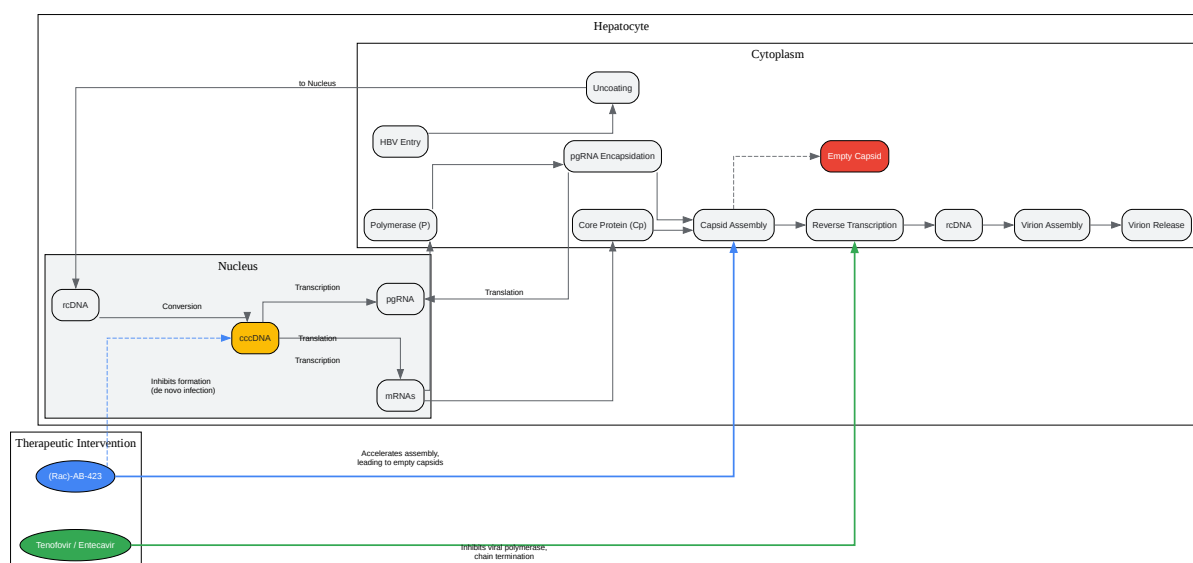 Hepatocyte
Cytoplasm
Uncoating
to Nucleus
HBV Entry
pgRNA Encapsidation
Empty Capsid
Polymerase (P)
Core Protein (Cp)
Capsid Assembly
Reverse Transcription
rcDNA
Virion Assembly
Virion Release
Nucleus
rcDNA
Conversion
Transcription
pgRNA
Translation
cccDNA
Translation
Transcription
Inhibits formation
(de novo infection)
mRNAs
Therapeutic Intervention
(Rac)-AB-423
Accelerates assembly,
leading to empty capsids
Tenofovir / Entecavir
Inhibits viral polymerase,
chain termination